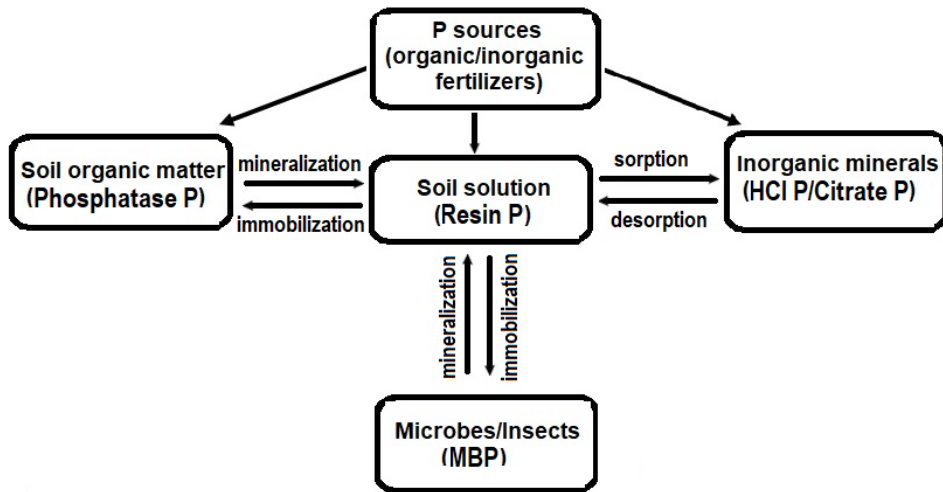 P sources
(organic/inorganic
fertilizers)
Soil organic matter
(Phosphatase P)
mineralization
immobilization
Soil solution
(Resin P)
sorption
desorption
Inorganic minerals
(HCl P/Citrate P)
mineralization
immobilization
Microbes/Insects
(MBP)